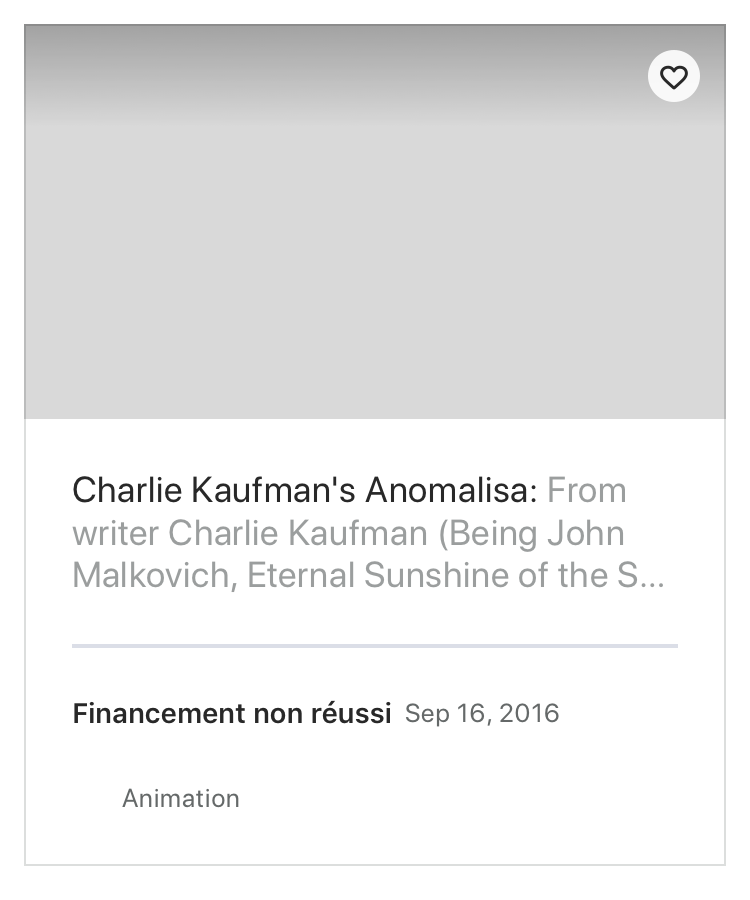 Charlie Kaufman's Anomalisa: From
writer Charlie Kaufman (Being John
Malkovich, Eternal Sunshine of the S...
Financement non réussi Sep 16, 2016
Animation